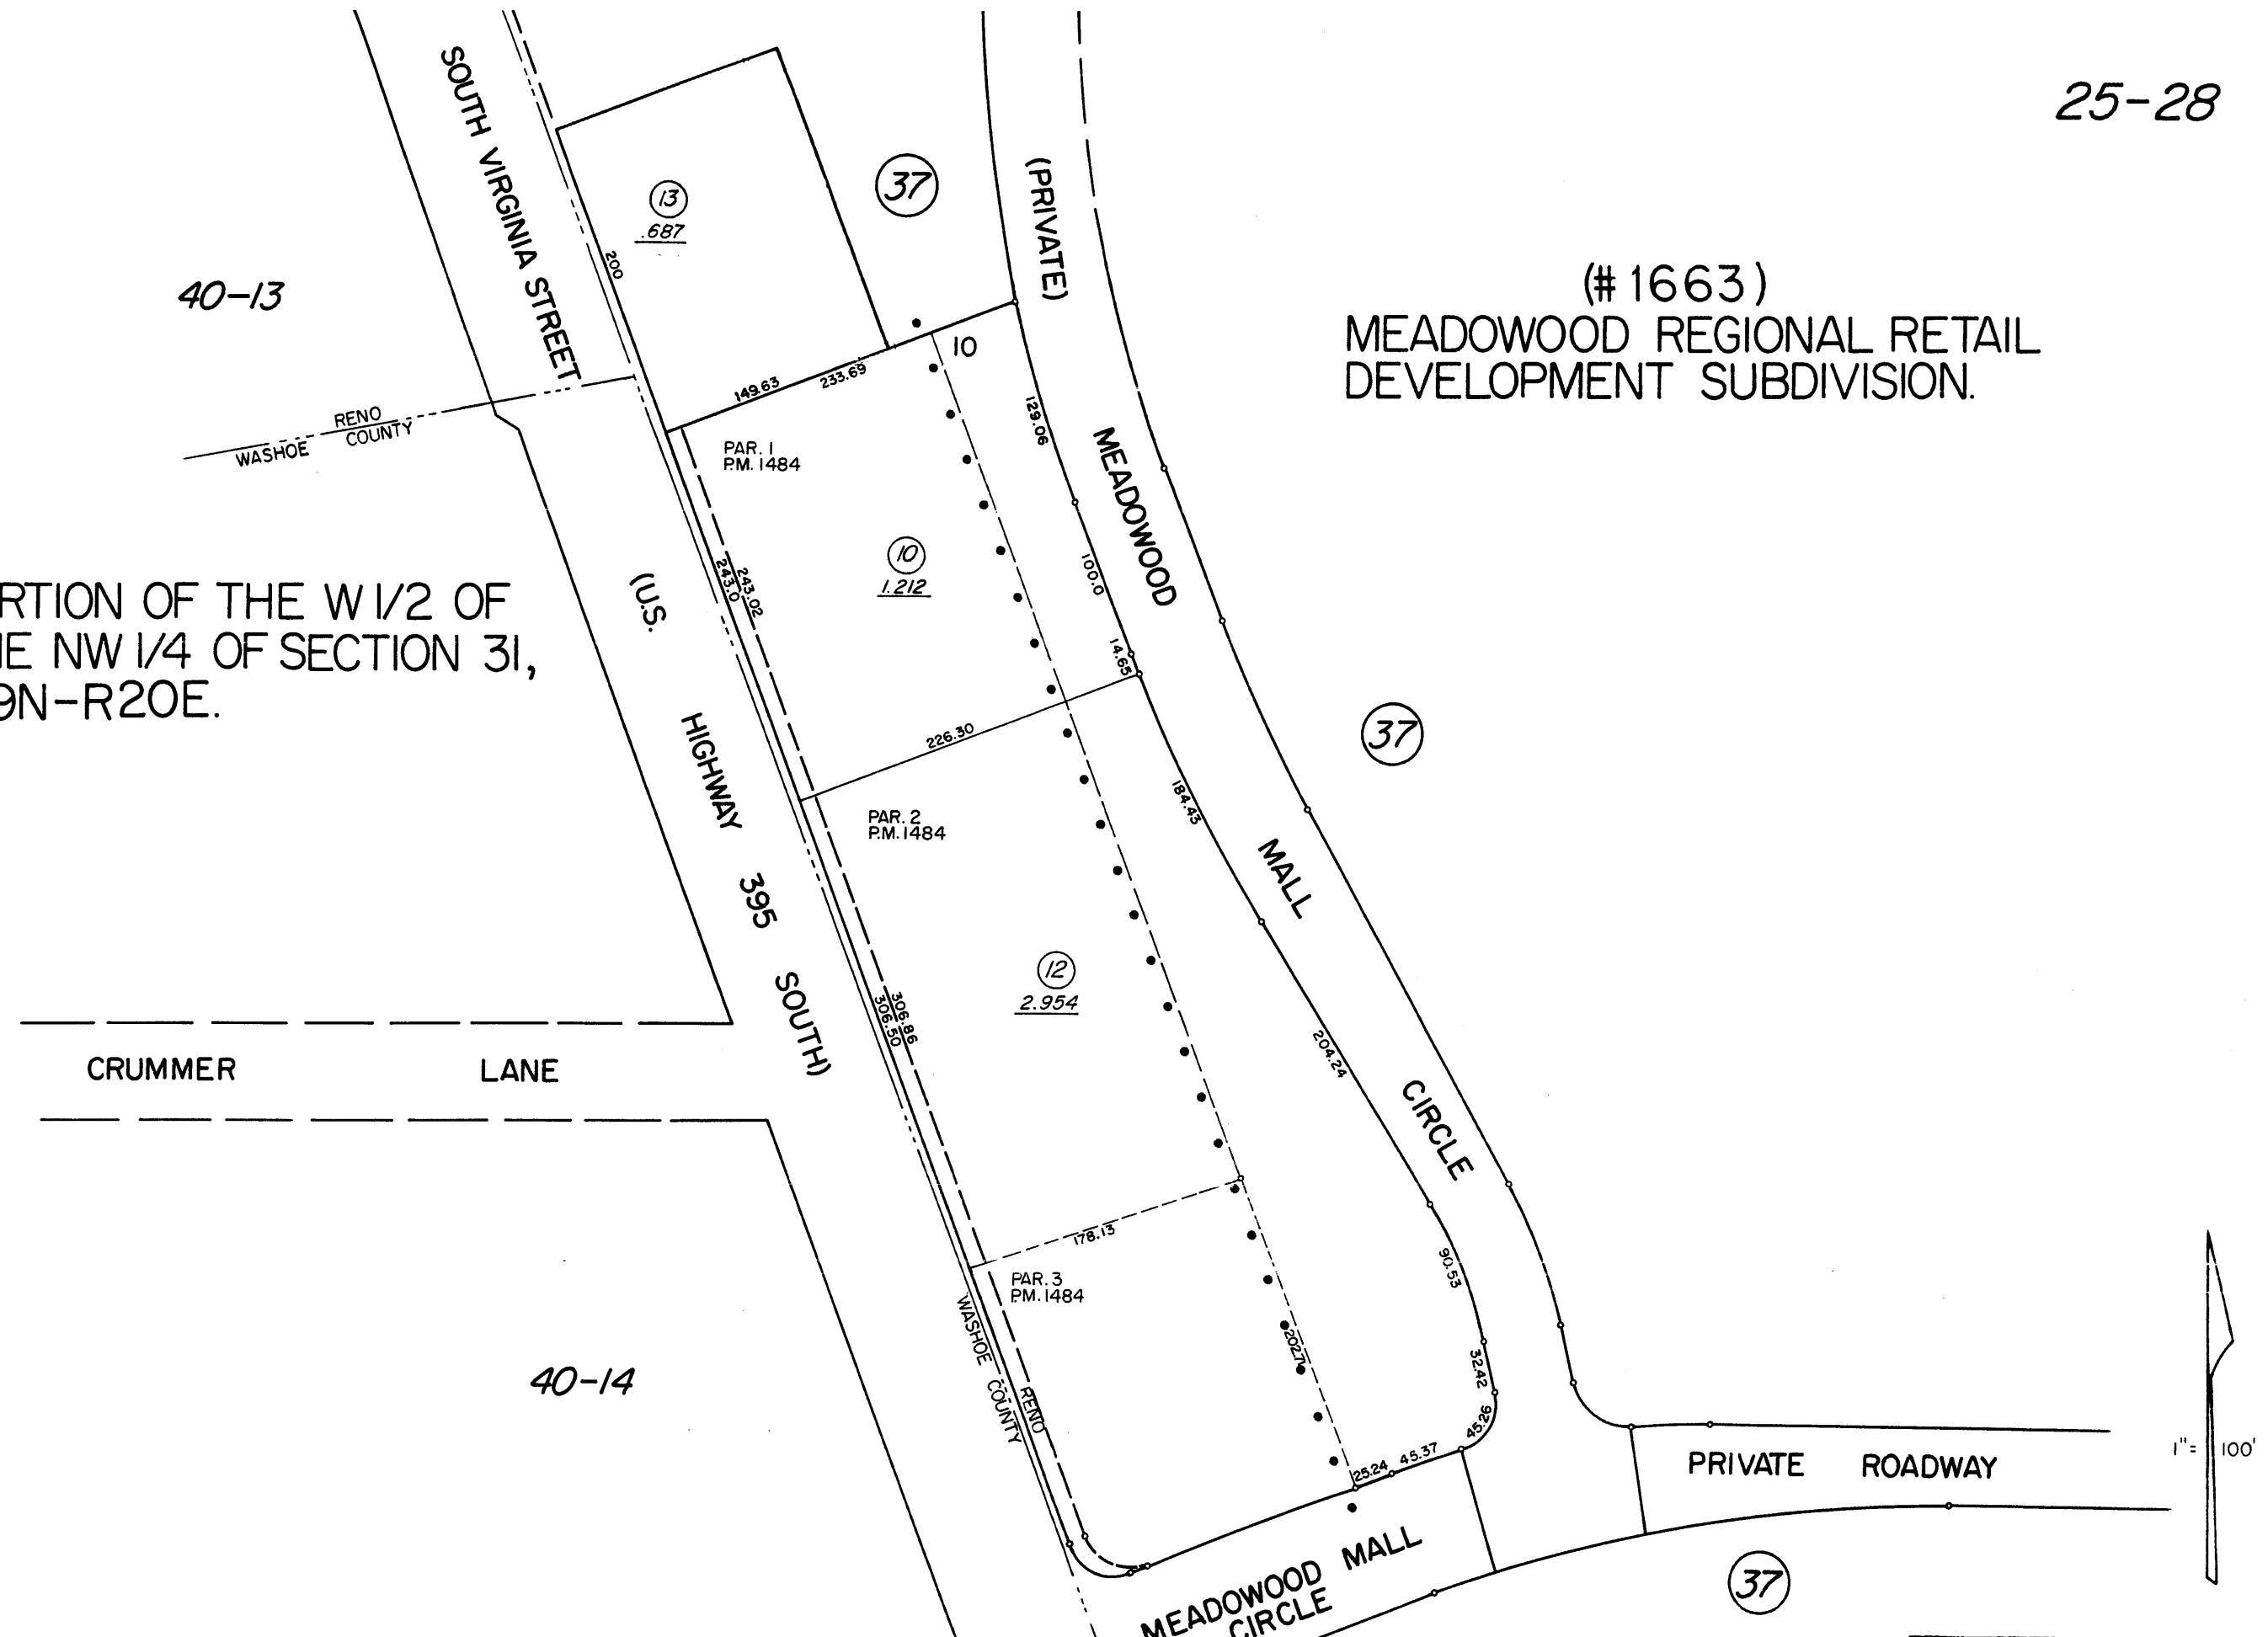 25-28
SOUTH VIRGINIA STREET
13
.687
200
37
(PRIVATE)
40-13
(#1663)
MEADOWOOD REGIONAL RETAIL
DEVELOPMENT SUBDIVISION.
10
149.63
233.69
129.06
RENO
WASHOE COUNTY
PAR. 1
P.M. 1484
MEADOWOOD
10
1.212
100.0
243.02
243.0
(U.S.
RTION OF THE W 1/2 OF
E NW 1/4 OF SECTION 31,
9N-R20E.
14.65
226.30
HIGHWAY
37
184.43
PAR. 2
P.M. 1484
MALL
395
12
2.954
SOUTH)
306.86
306.50
204.24
CRUMMER LANE
CIRCLE
178.13
90.53
PAR. 3
P.M. 1484
WASHOE COUNTY
RENO
202.71
32.42
40-14
45.26
45.37
25.24
PRIVATE ROADWAY
1"= 100'
MEADOWOOD MALL
CIRCLE
37